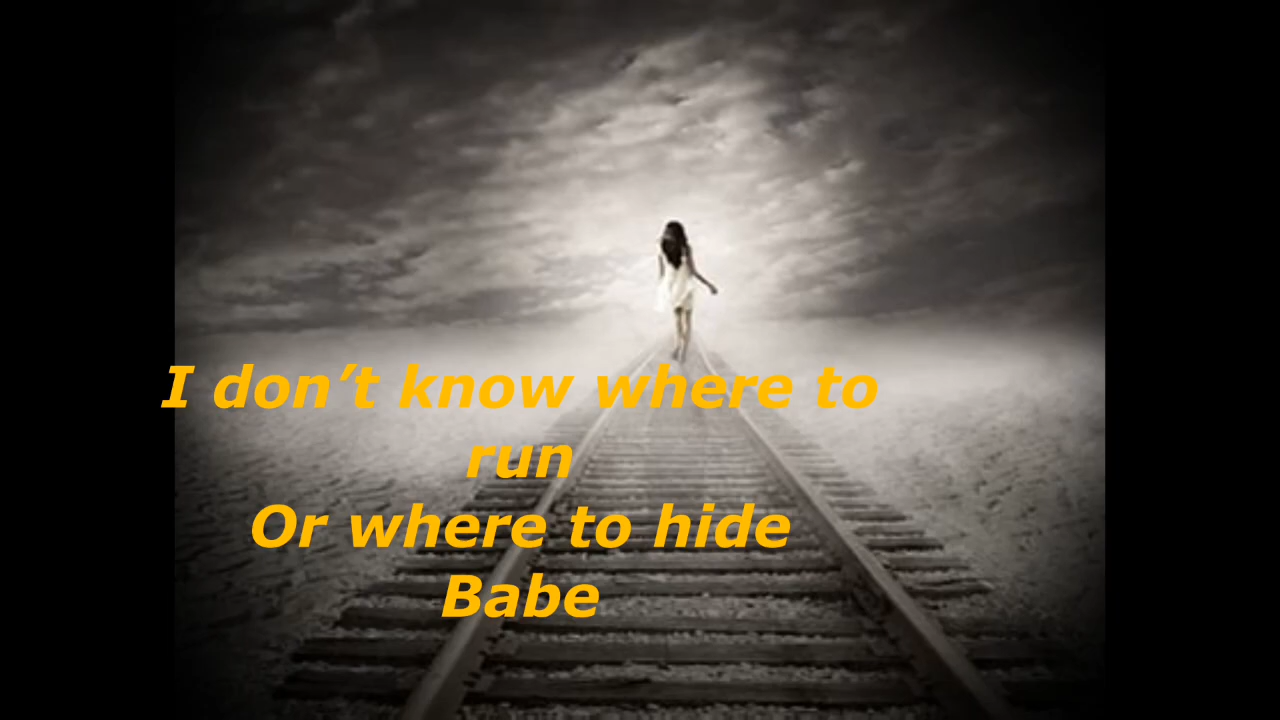 I don’t know where to
run
Or where to hide
Babe